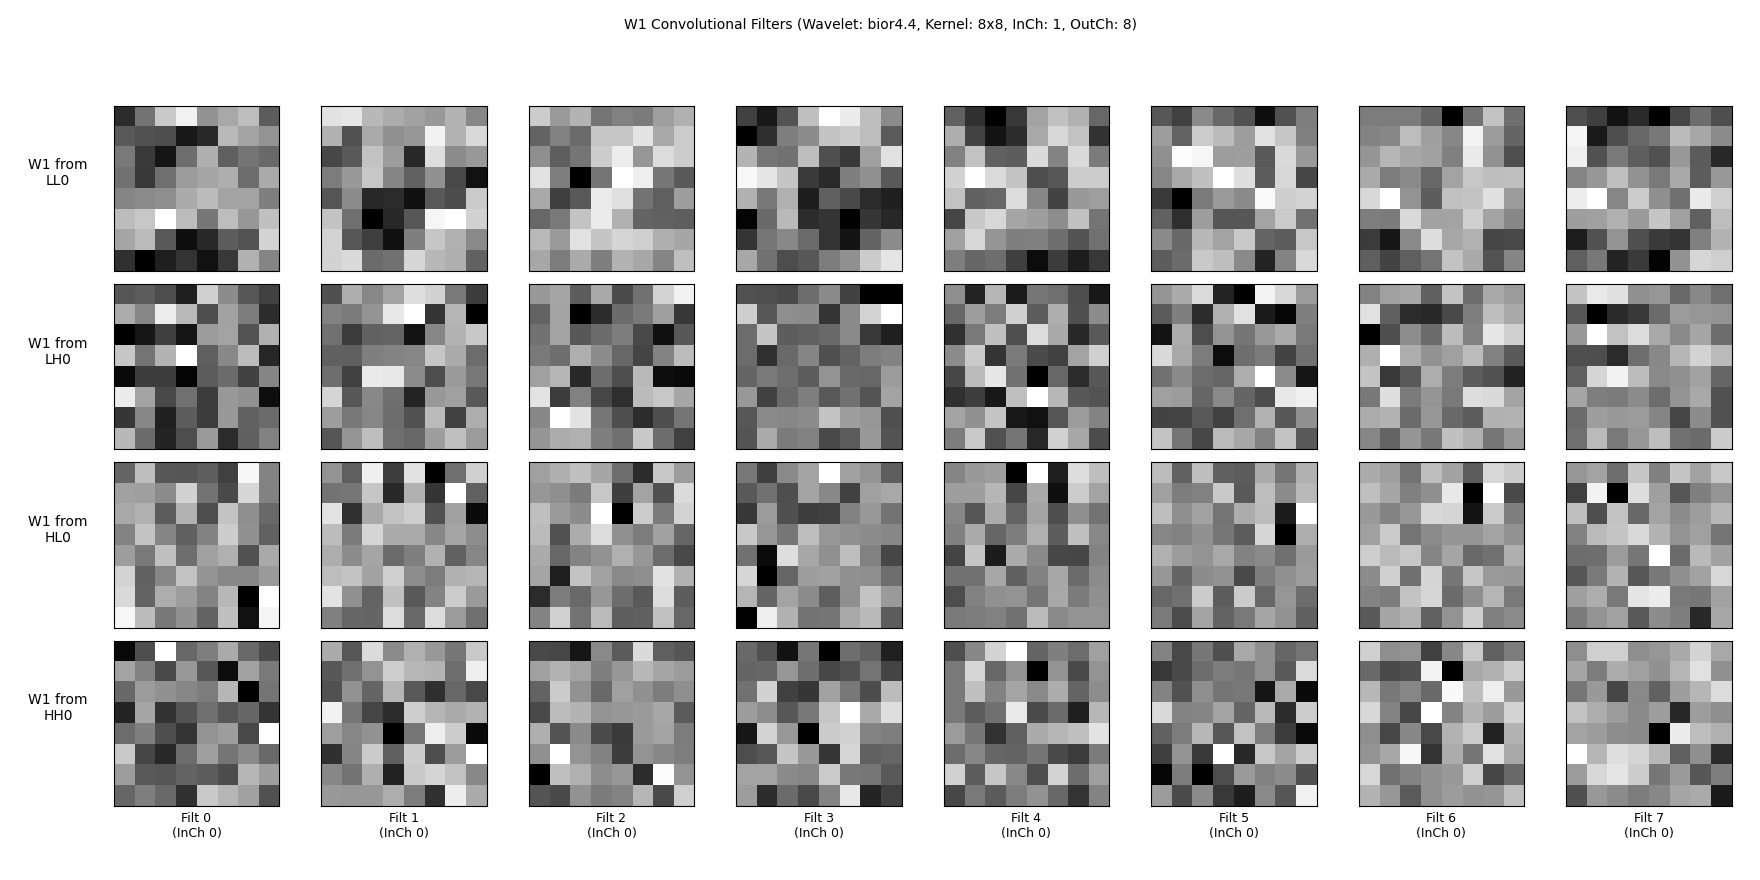 W1 Convolutional Filters (Wavelet: bior4.4, Kernel: 8x8, InCh: 1, OutCh: 8)
W1 from
LL0
W1 from
LH0
W1 from
HL0
W1 from
HH0
Filt 0
(InCh 0)
Filt 1
(InCh 0)
Filt 2
(InCh 0)
Filt 3
(InCh 0)
Filt 4
(InCh 0)
Filt 5
(InCh 0)
Filt 6
(InCh 0)
Filt 7
(InCh 0)